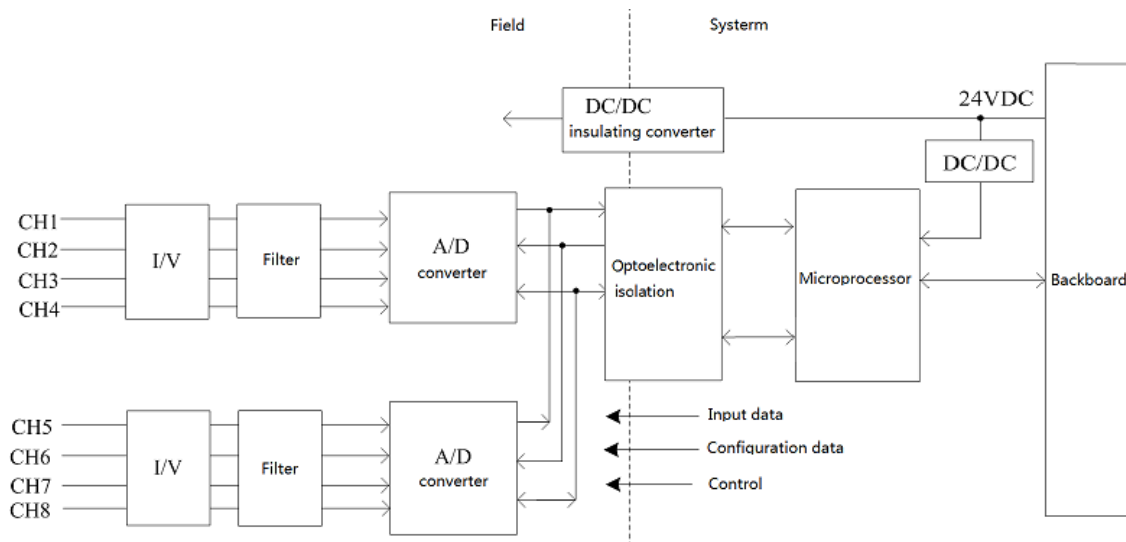 Field
Systerm
DC/DC
insulating converter
24VDC
DC/DC
CH1
CH2
CH3
CH4
I/V
Filter
A/D
converter
Optoelectronic
isolation
Microprocessor
Backboard
CH5
CH6
CH7
CH8
I/V
Filter
A/D
converter
Input data
Configuration data
Control